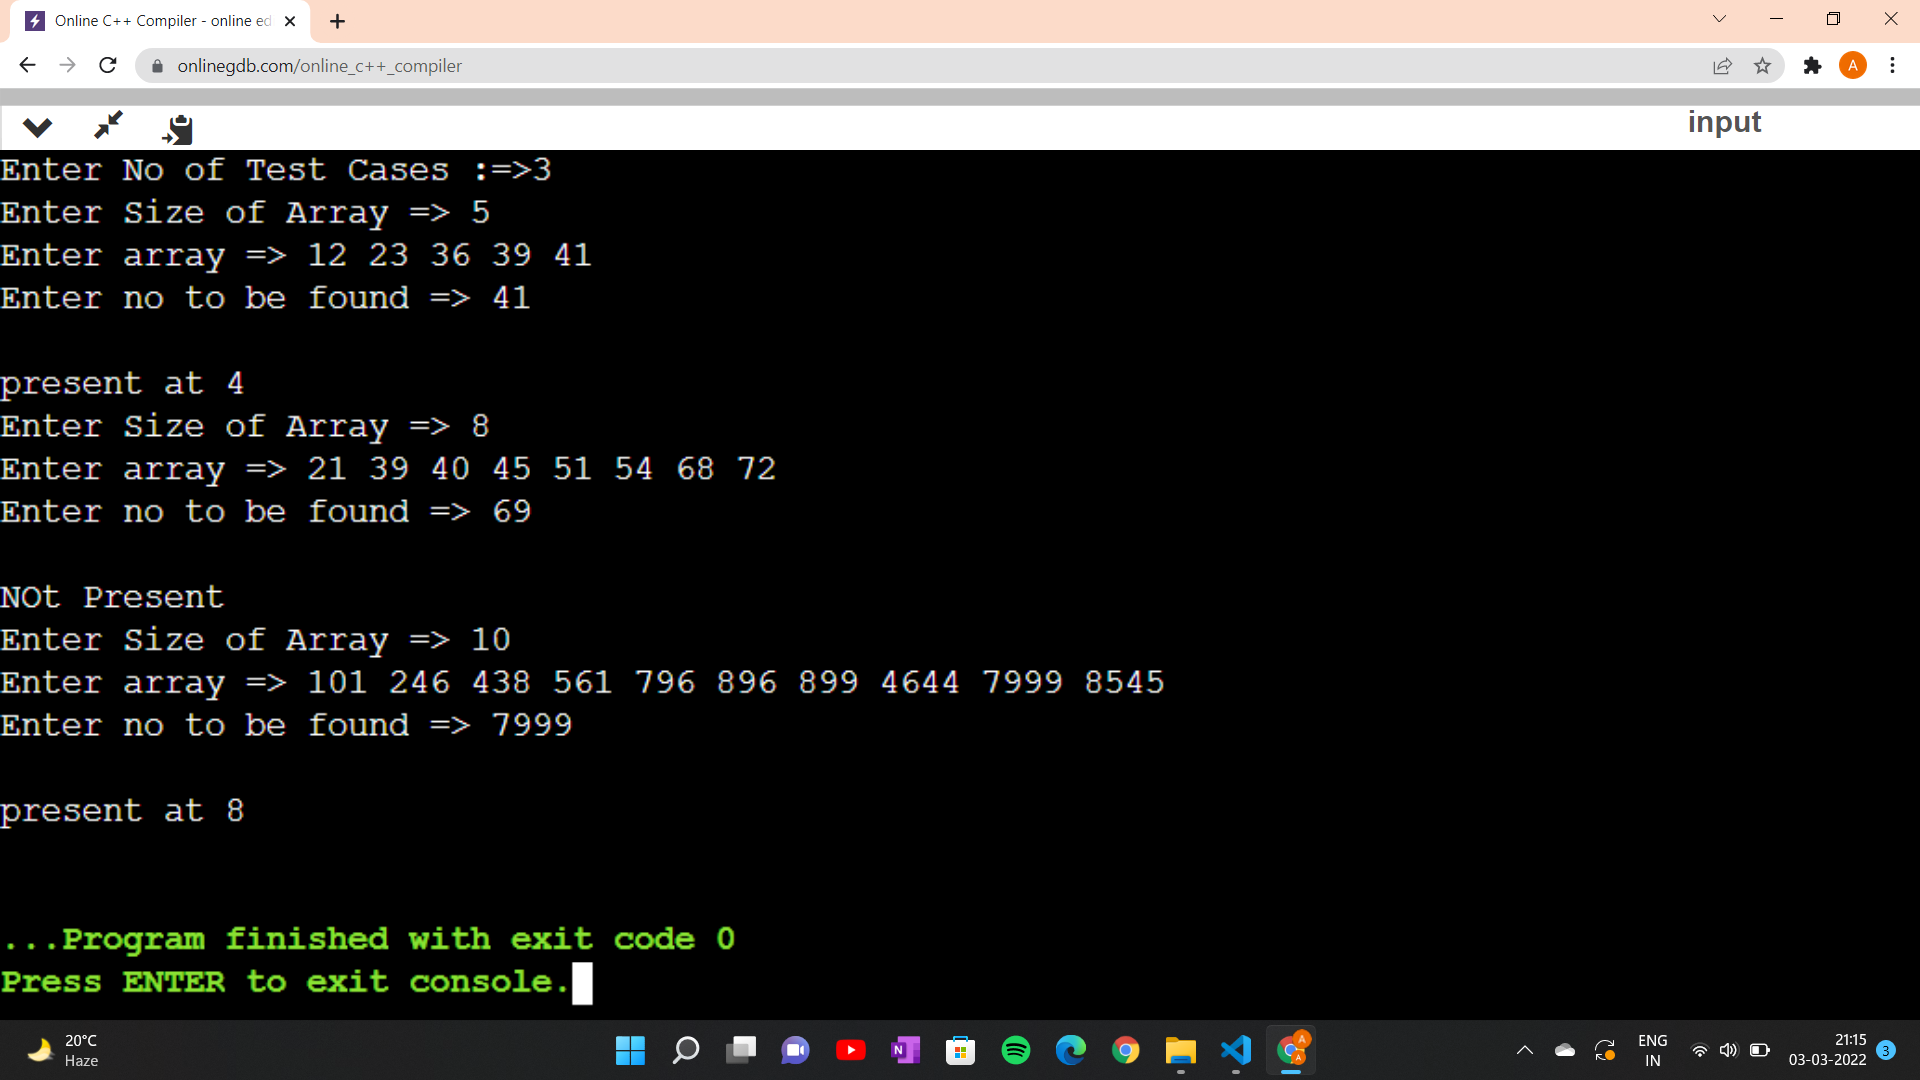 Online C++ Compiler - online ed
onlinegdb.com/online_c++_compiler
A
input
Enter No of Test Cases :=>3
Enter Size of Array => 5
Enter array => 12 23 36 39 41
Enter no to be found => 41
present at 4
Enter Size of Array => 8
Enter array => 21 39 40 45 51 54 68 72
Enter no to be found => 69
NOt Present
Enter Size of Array => 10
Enter array => 101 246 438 561 796 896 899 4644 7999 8545
Enter no to be found => 7999
present at 8
...Program finished with exit code 0
Press ENTER to exit console.
20°C
Haze
N
A
A
ENG
IN
21:15
03-03-2022
3